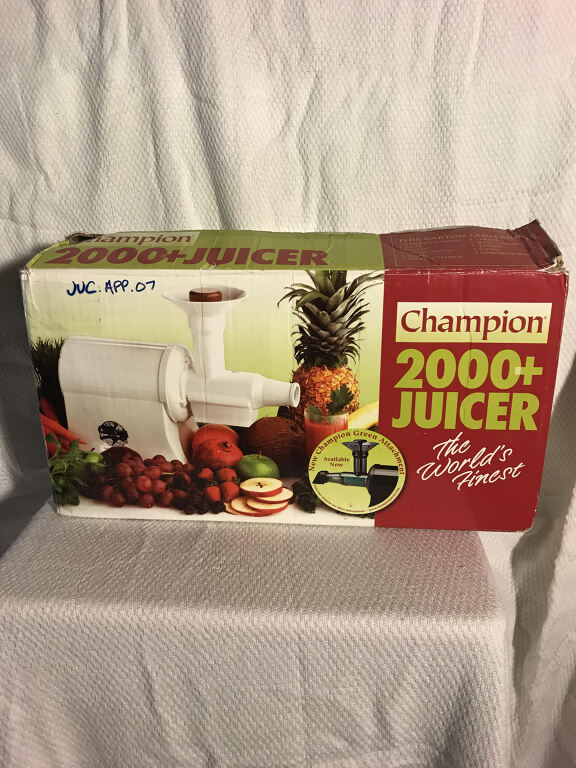 Champion
2000+JUICER
JUC. APP. 07
Champion
2000+
JUICER
The
World's
Finest
New Champion Green Attachment
Available
Now